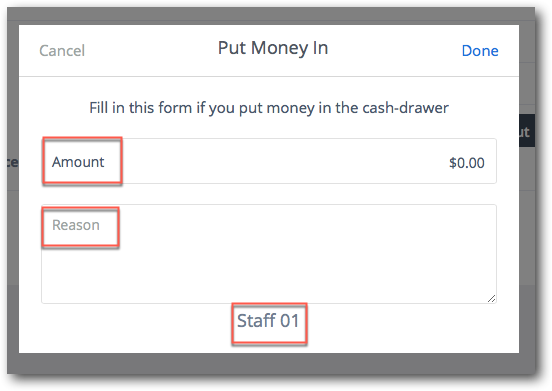 Cancel
Put Money In
Done
Fill in this form if you put money in the cash-drawer
Amount
$0.00
Reason
Staff 01